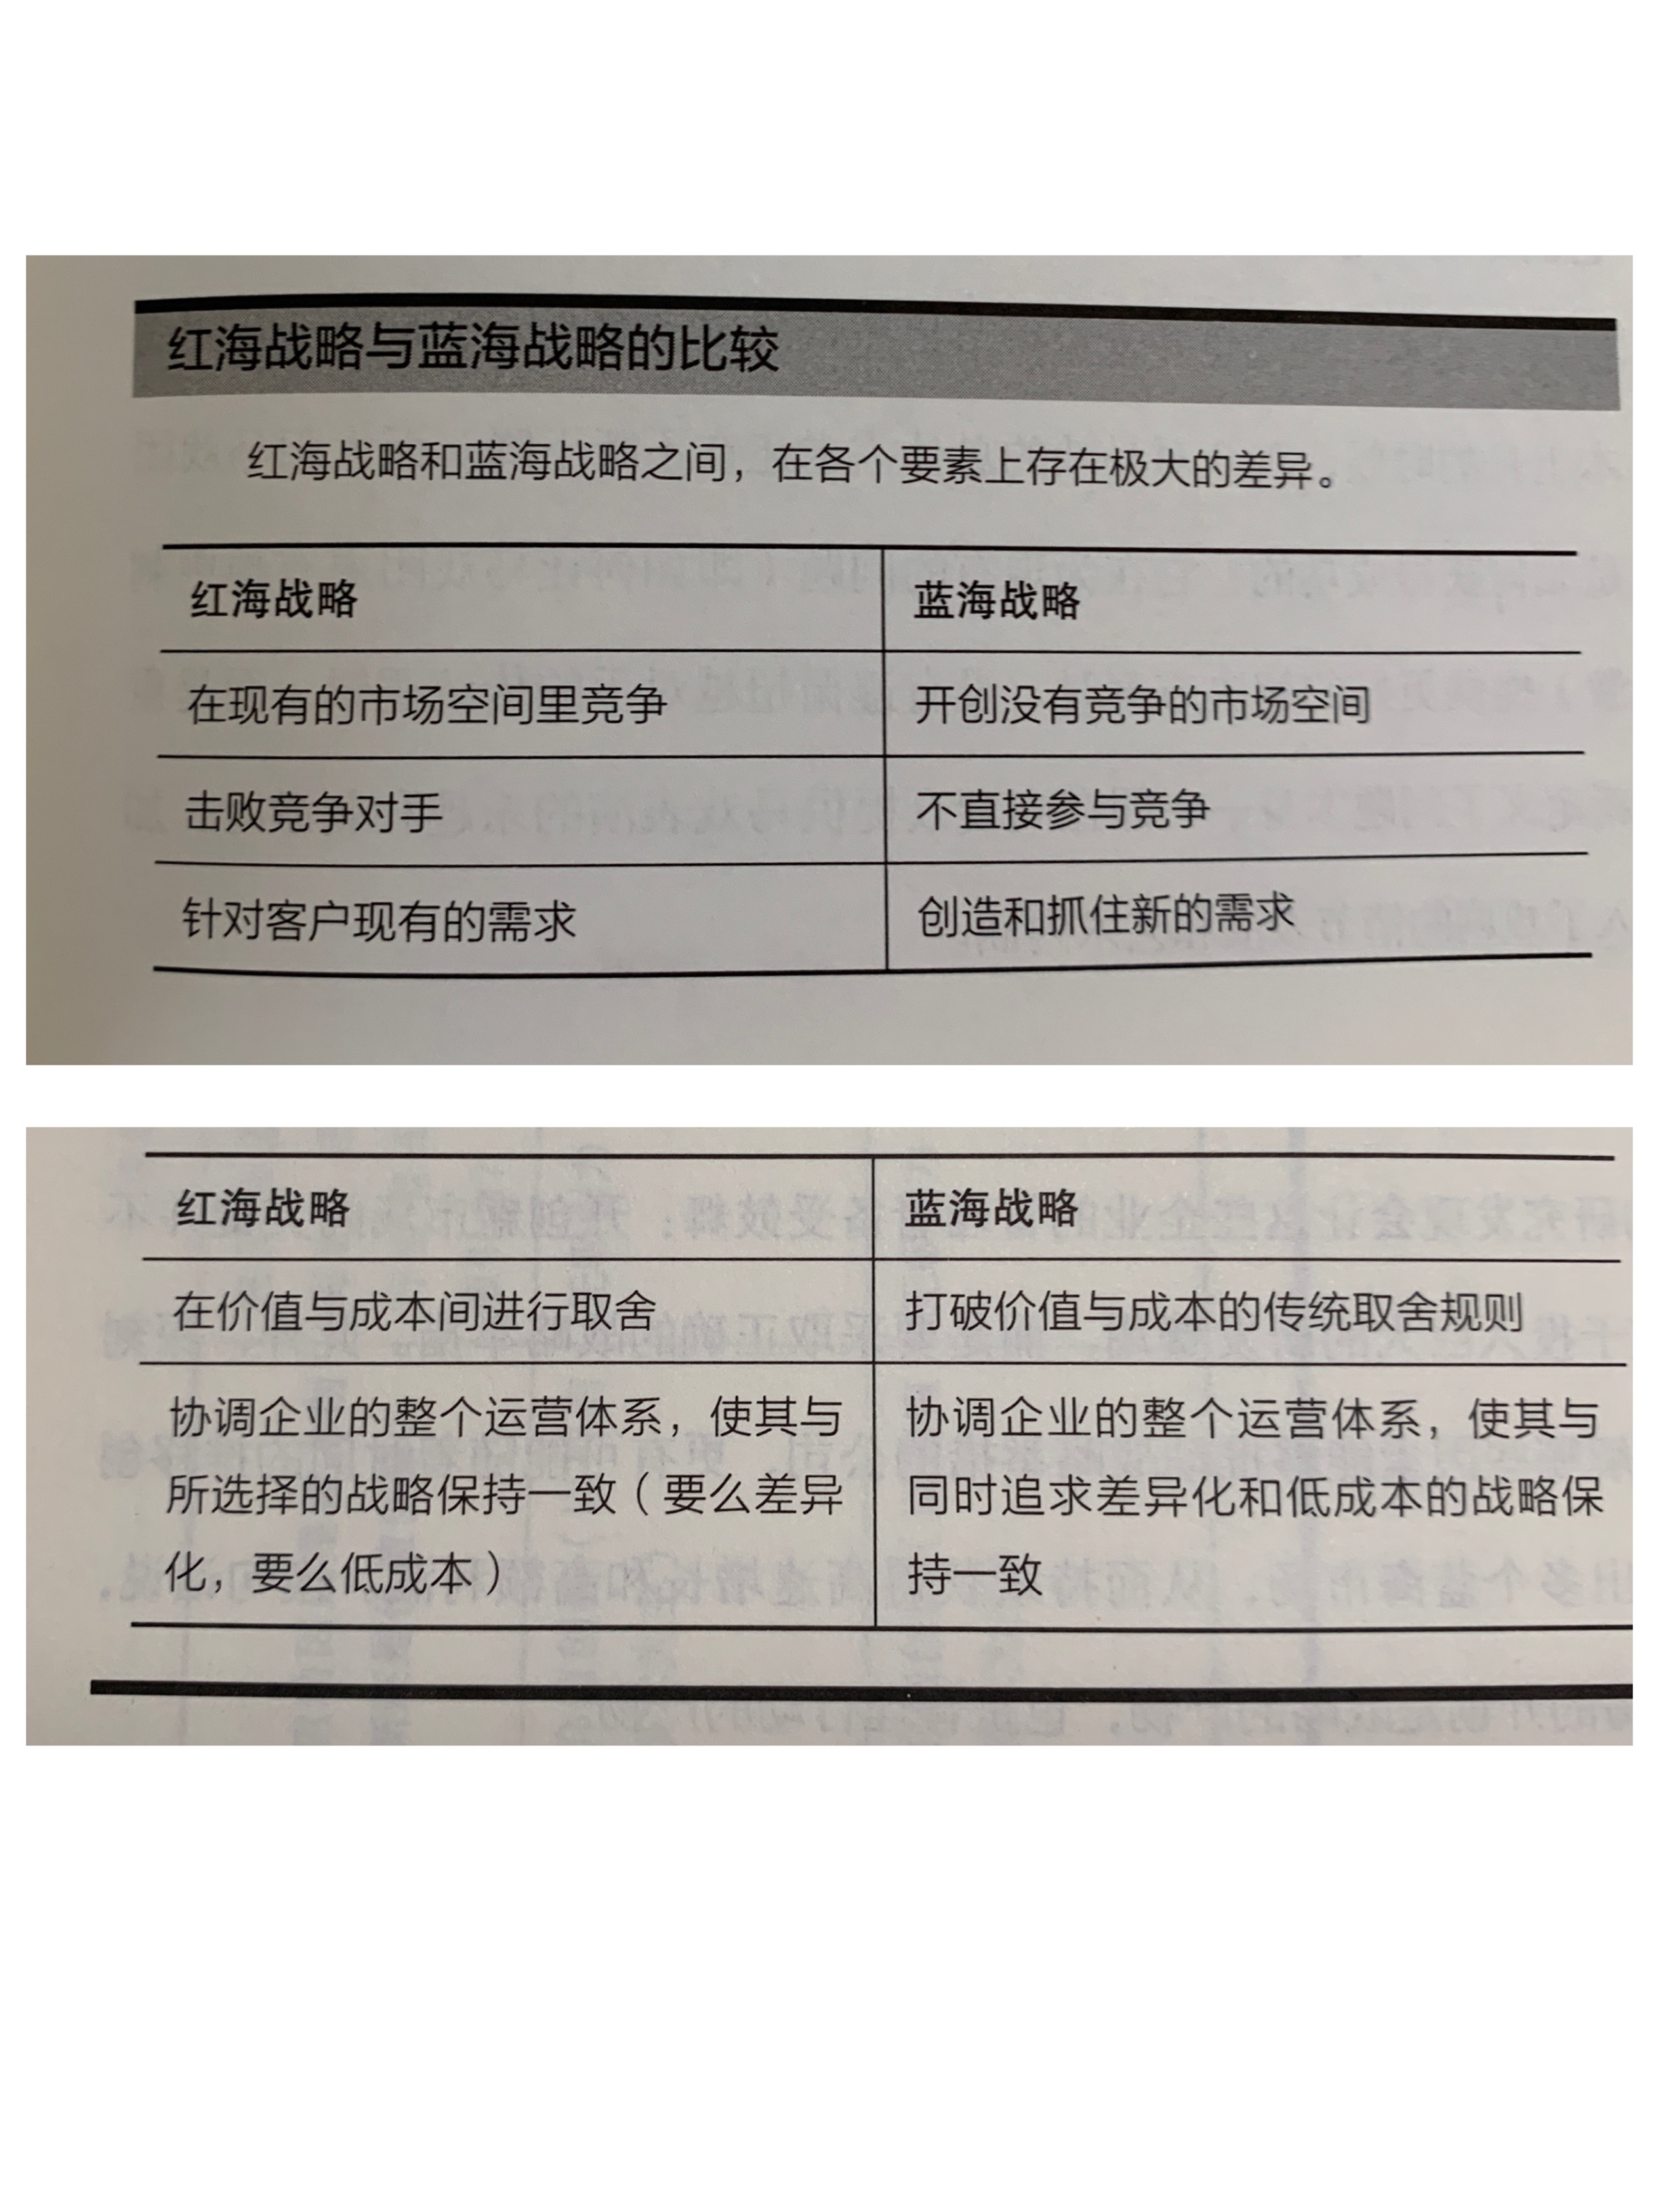 红海战略与蓝海战略的比较
红海战略和蓝海战略之间，在各个要素上存在极大的差异。
红海战略 蓝海战略
在现有的市场空间里竞争 开创没有竞争的市场空间
击败竞争对手 不直接参与竞争
针对客户现有的需求 创造和抓住新的需求
红海战略 蓝海战略
在价值与成本间进行取舍 打破价值与成本的传统取舍规则
协调企业的整个运营体系，使其与 协调企业的整个运营体系，使其与
所选择的战略保持一致（要么差异 同时追求差异化和低成本的战略保
化，要么低成本） 持一致